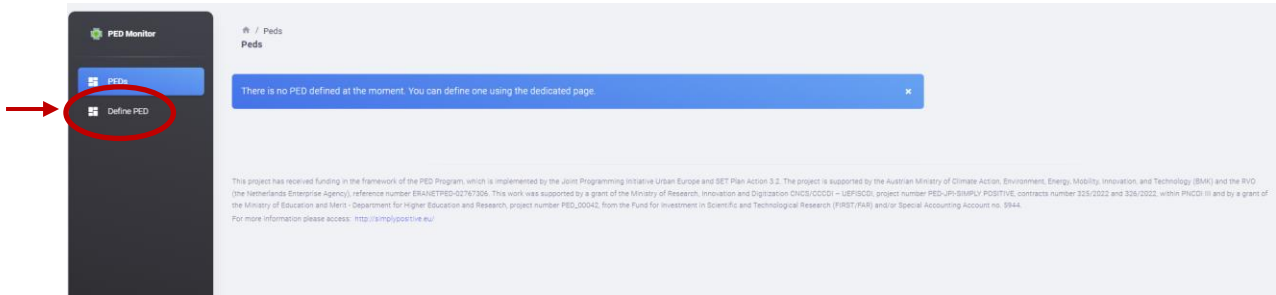 PED Monitor
PEDs
Define PED
/ Peds
Peds
There is no PED defined at the moment. You can define one using the dedicated page.
×
This project has received funding in the framework of the PED Program, which is implemented by the Joint Programming Initiative Urban Europe and SET Plan Action 3.2. The project is supported by the Austrian Ministry of Climate Action, Environment, Energy, Mobility, Innovation, and Technology (BMK) and the RVO
(the Netherlands Enterprise Agency), reference number ERANETPED-02767306. This work was supported by a grant of the Ministry of Research, Innovation and Digitization CNCS/CCCDI – UEFISCDI, project number PED-JPI-SIMPLY POSITIVE, contracts number 325/2022 and 326/2022, within PNCDI III and by a grant of
the Ministry of Education and Merit - Department for Higher Education and Research, project number PED_00042, from the Fund for Investment in Scientific and Technological Research (FIRST/FAR) and/or Special Accounting Account no. 3944.
For more information please access: http://simplypositive.eu/